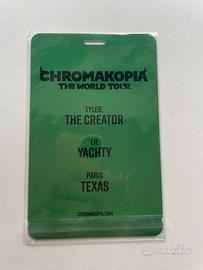 CHROMAKOPIA
THE WORLD TOUR
TYLER,
THE CREATOR
LIL
YACHTY
PARIS
TEXAS
CHROMAKOPIA.COM